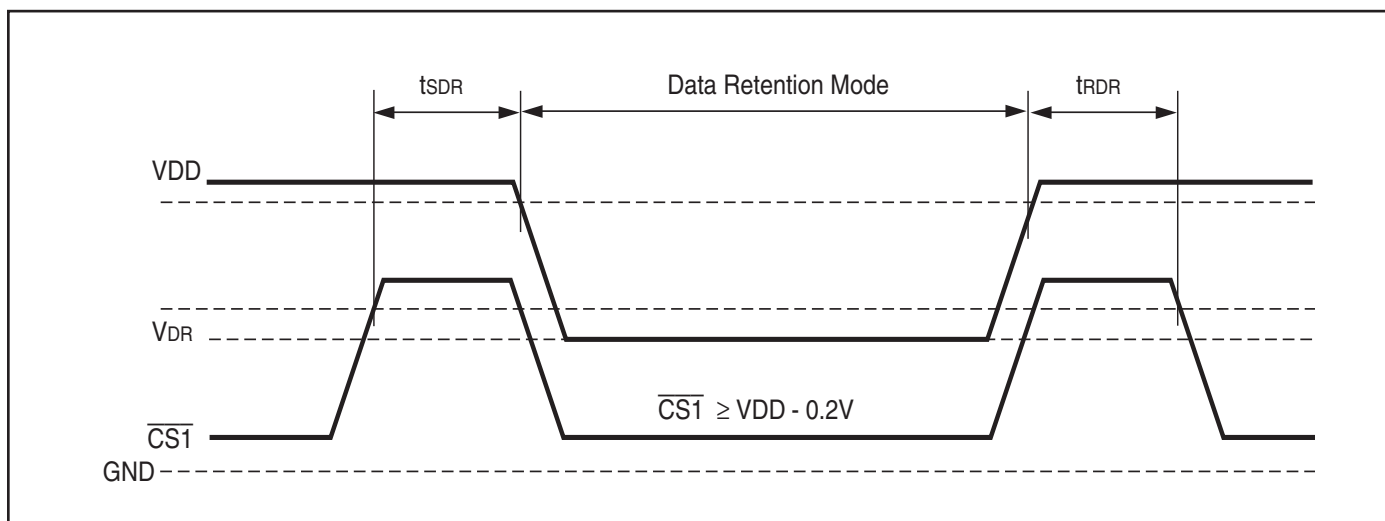 tSDR Data Retention Mode tRDR
VDD
VDR
CS1 ≥ VDD - 0.2V
CS1
GND